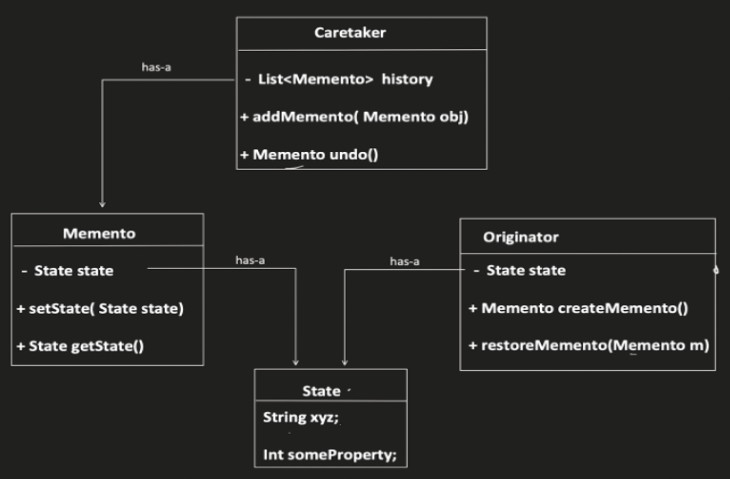 Caretaker
has-a
- List<Memento> history
+ addMemento( Memento obj)
+ Memento undo()
Memento
- State state
+ setState( State state)
+ State getState()
has-a
has-a
Originator
- State state
+ Memento createMemento()
+ restoreMemento(Memento m)
State
String xyz;
Int someProperty;